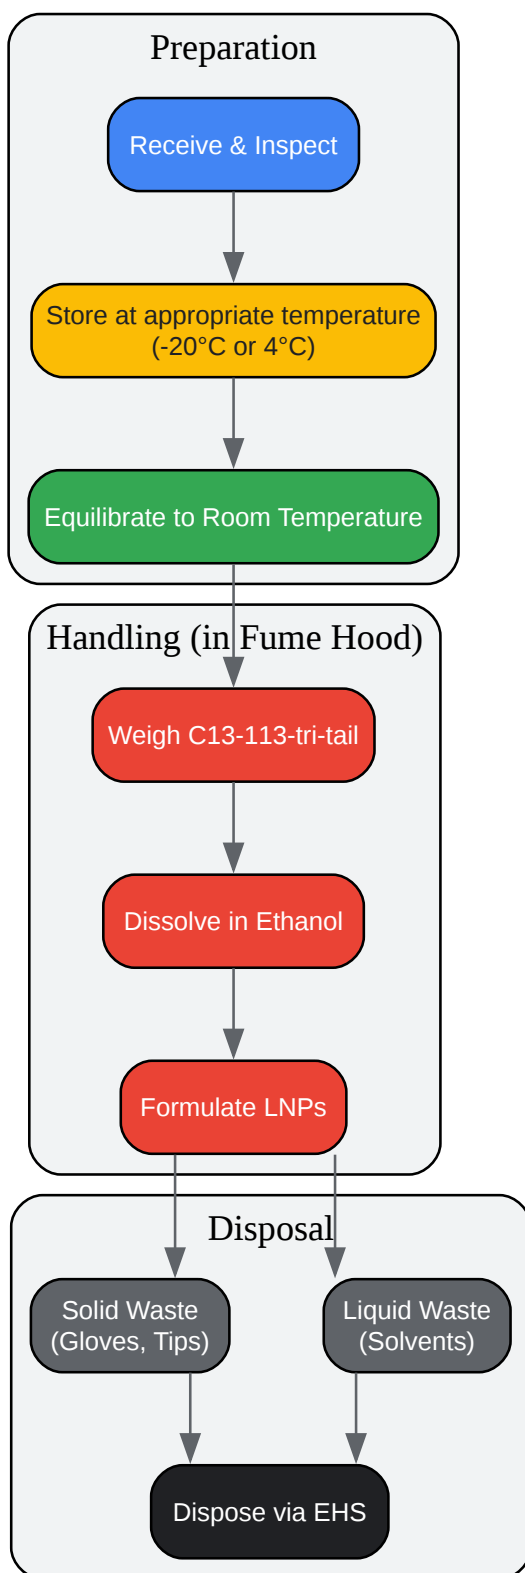 Preparation
Receive & Inspect
Store at appropriate temperature
(-20°C or 4°C)
Equilibrate to Room Temperature
Handling (in Fume Hood)
Weigh C13-113-tri-tail
Dissolve in Ethanol
Formulate LNPs
Disposal
Solid Waste
(Gloves, Tips)
Liquid Waste
(Solvents)
Dispose via EHS